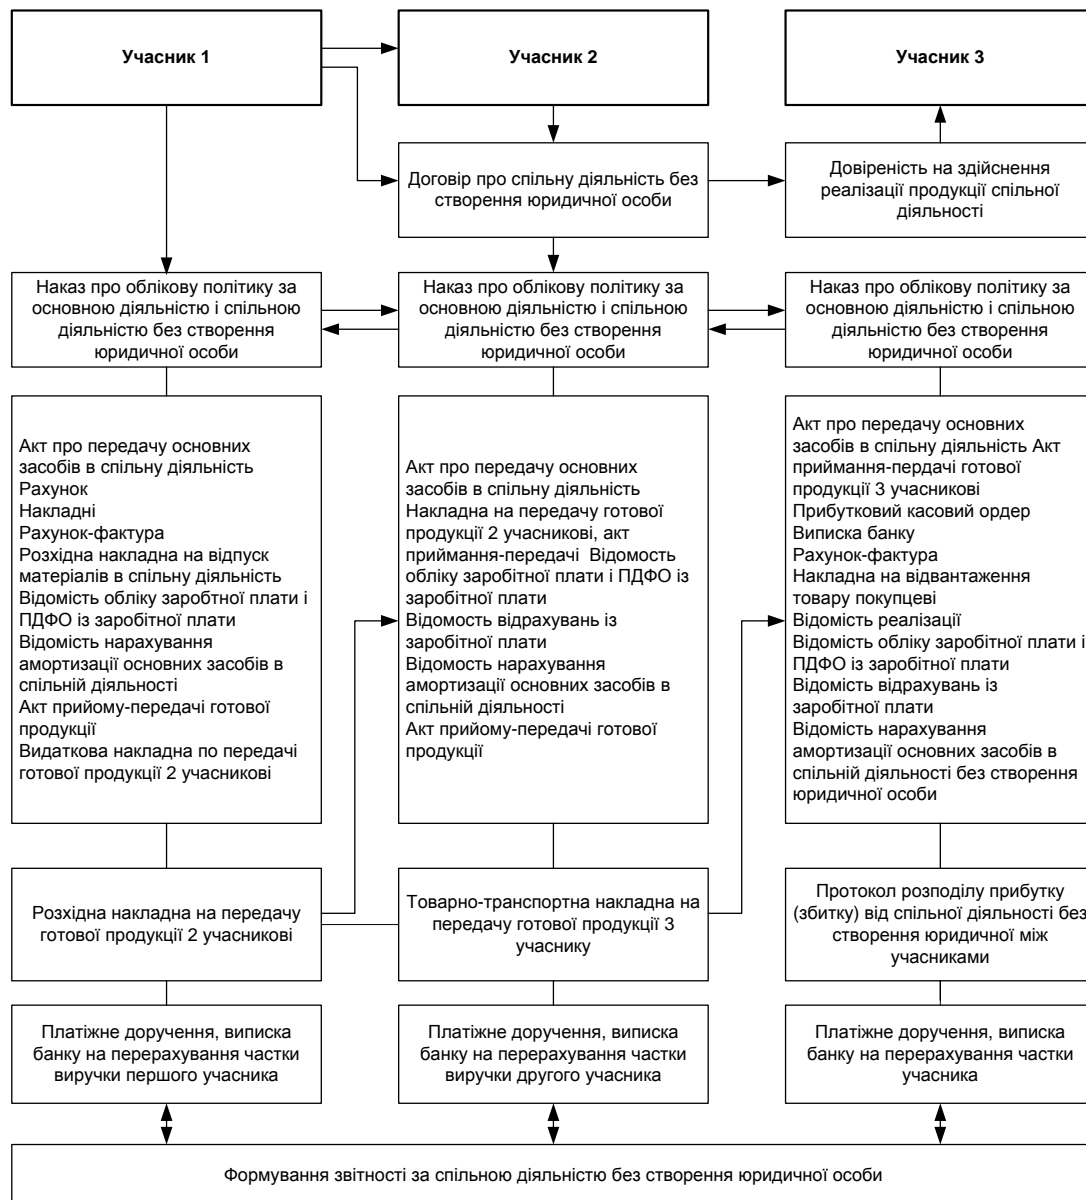 Учасник 1
Учасник 2
Учасник 3
Договір про спільну діяльність без
створення юридичної особи
Довіреність на здійснення
реалізації продукції спільної
діяльності
Наказ про облікову політику за
основною діяльністю і спільною
діяльністю без створення
юридичної особи
Наказ про облікову політику за
основною діяльністю і спільною
діяльністю без створення
юридичної особи
Наказ про облікову політику за
основною діяльністю і спільною
діяльністю без створення
юридичної особи
Акт про передачу основних
засобів в спільну діяльність
Рахунок
Накладні
Рахунок-фактура
Розхідна накладна на відпуск
матеріалів в спільну діяльність
Відомість обліку заробтної плати і
ПДФО із заробітної плати
Відомість нарахування
амортизації основних засобів в
спільній діяльності
Акт прийому-передачі готової
продукції
Видаткова накладна по передачі
готової продукції 2 учасникові
Акт про передачу основних
засобів в спільну діяльність
Накладна на передачу готової
продукції 2 учасникові, акт
приймання-передачі  Відомость
обліку заробітної плати і ПДФО із
заробітної плати
Відомость відрахувань із
заробітної плати
Відомость нарахування
амортизації основних засобів в
спільній діяльності
Акт прийому-передачі готової
продукції
Акт про передачу основних
засобів в спільну діяльність Акт
приймання-пердачі готової
продукції 3 учасникові
Прибутковий касовий ордер
Виписка банку
Рахунок-фактура
Накладна на відвантаження
товару покупцеві
Відомість реалізації
Відомість обліку заробітної плати і
ПДФО із заробітної плати
Відомість відрахувань із
заробітної плати
Відомість нарахування
амортизації основних засобів в
спільній діяльності без створення
юридичної особи
Розхідна накладна на передачу
готової продукції 2 учасникові
Товарно-транспортна накладна на
передачу готової продукції 3
учаснику
Протокол розподілу прибутку
(збитку) від спільної діяльності без
створення юридичної між
учасниками
Платіжне доручення, виписка
банку на перерахування частки
виручки першого учасника
Платіжне доручення, виписка
банку на перерахування частки
виручки другого учасника
Платіжне доручення, виписка
банку на перерахування частки
учасника
Формування звітності за спільною діяльністю без створення юридичної особи